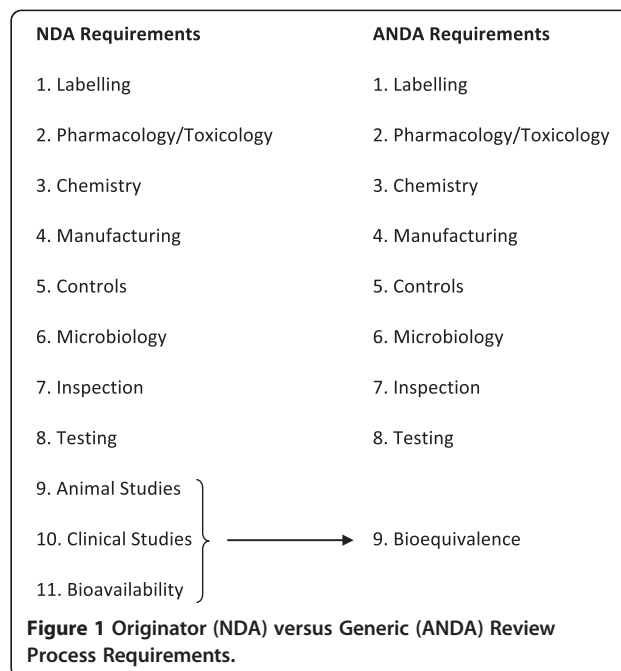 NDA Requirements
ANDA Requirements
1. Labelling
1. Labelling
2. Pharmacology/Toxicology
2. Pharmacology/Toxicology
3. Chemistry
3. Chemistry
4. Manufacturing
4. Manufacturing
5. Controls
5. Controls
6. Microbiology
6. Microbiology
7. Inspection
7. Inspection
8. Testing
8. Testing
9. Animal Studies
10. Clinical Studies
9. Bioequivalence
11. Bioavailability
Figure 1 Originator (NDA) versus Generic (ANDA) Review
Process Requirements.